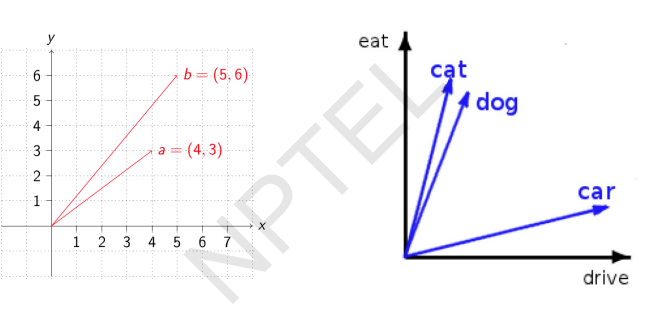 y
6
5
4
3
2
1
1 2 3 4 5 6 7
x
b = (5, 6)
a = (4, 3)
eat
cat
dog
car
drive
NPTEL